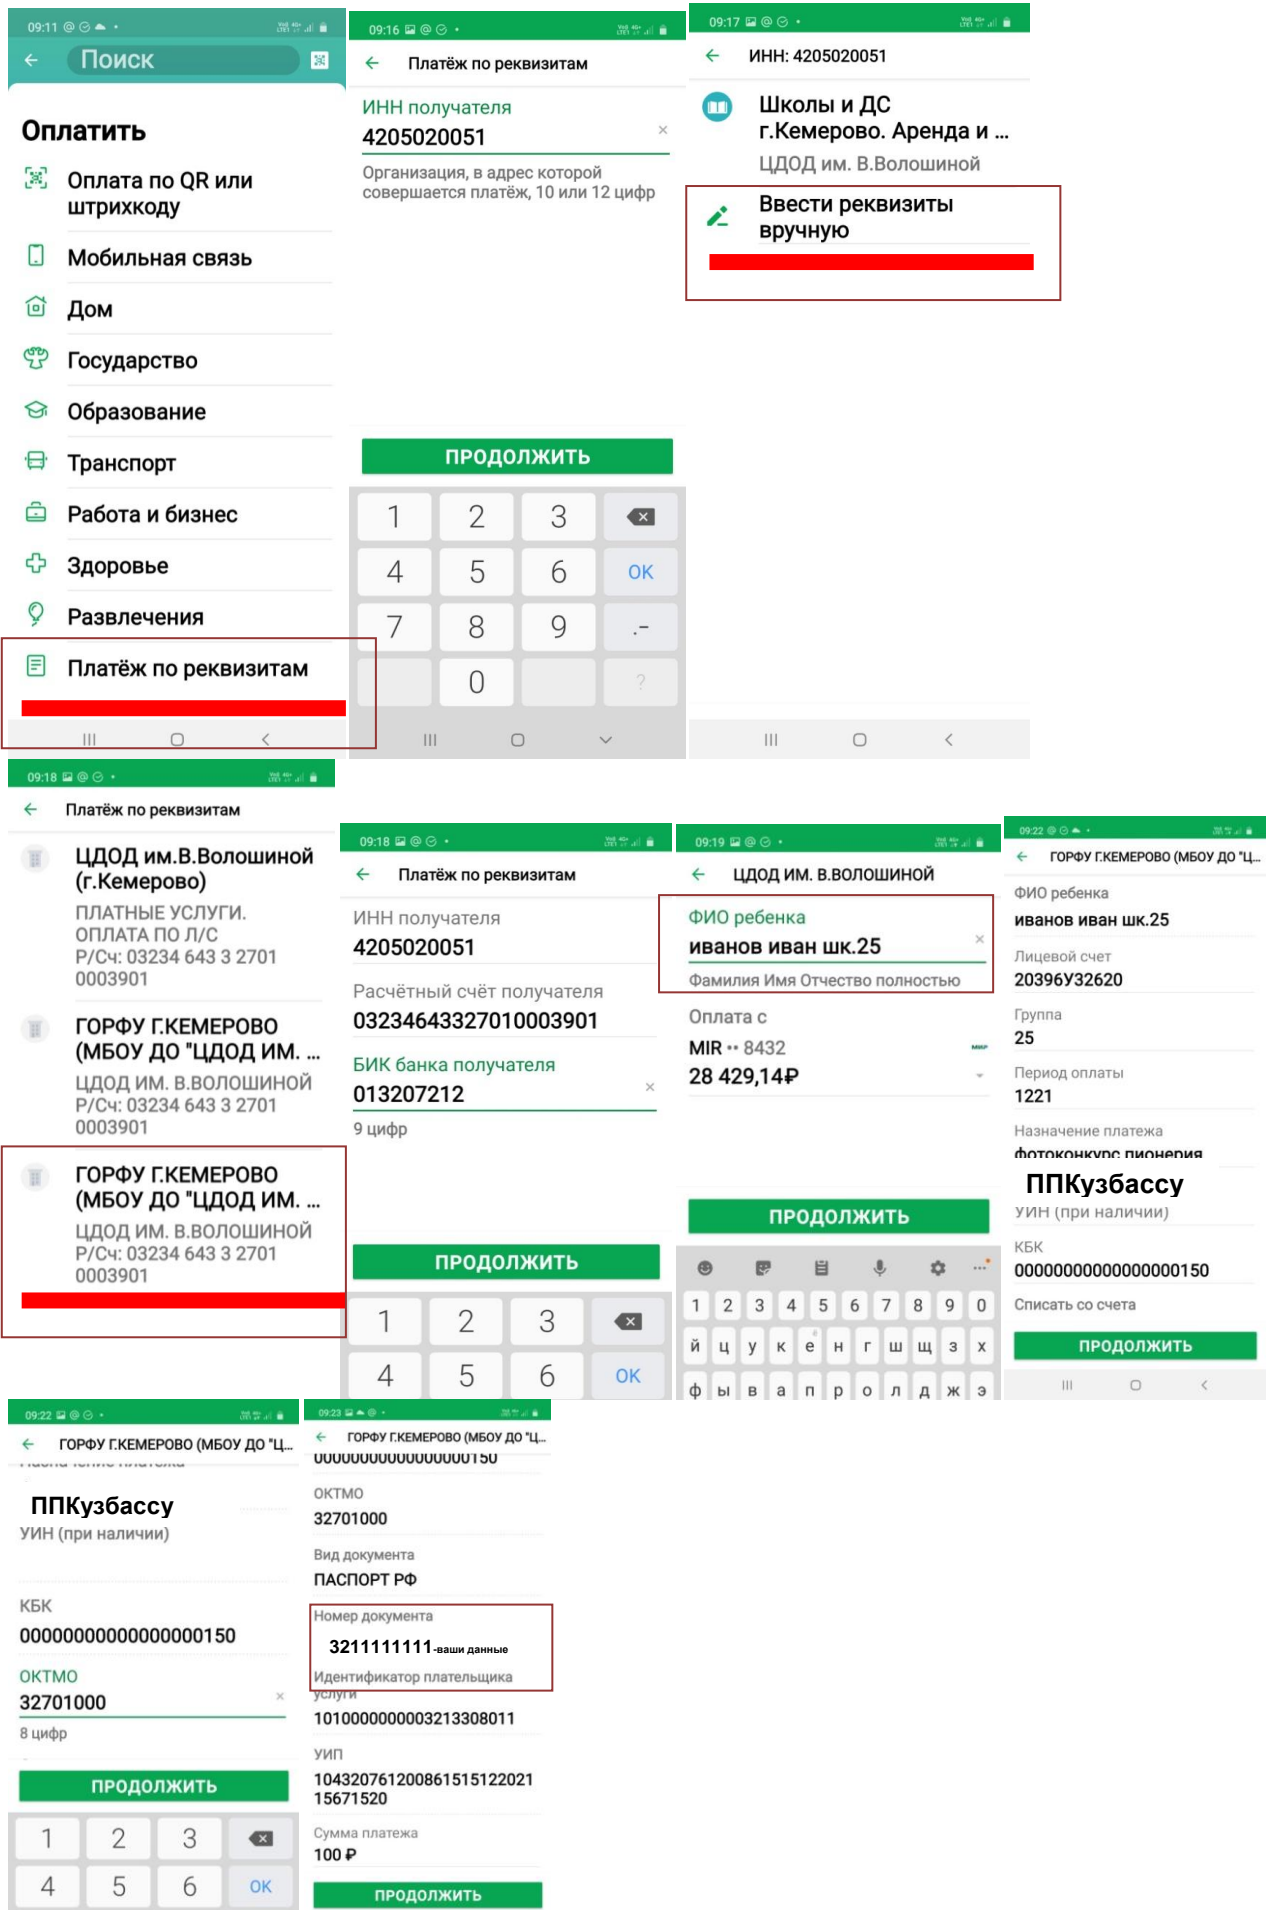 09:11
Поиск
Оплатить
Оплата по QR или
штрихкоду
Мобильная связь
Дом
Государство
Образование
Транспорт
Работа и бизнес
Здоровье
Развлечения
Платёж по реквизитам
09:16
Платёж по реквизитам
ИНН получателя
4205020051
Организация, в адрес которой
совершается платёж, 10 или 12 цифр
ПРОДОЛЖИТЬ
1 2 3
4 5 6 OK
7 8 9 .-
0 ?
09:17
ИНН: 4205020051
Школы и ДС
г.Кемерово. Аренда и ...
ЦДОД им. В.Волошиной
Ввести реквизиты
вручную
09:18
Платёж по реквизитам
ЦДОД им.В.Волошиной
(г.Кемерово)
ПЛАТНЫЕ УСЛУГИ.
ОПЛАТА ПО Л/С
Р/Сч: 03234 643 3 2701
0003901
ГОРФУ Г.КЕМЕРОВО
(МБОУ ДО "ЦДОД ИМ. ...
ЦДОД ИМ. В.ВОЛОШИНОЙ
Р/Сч: 03234 643 3 2701
0003901
ГОРФУ Г.КЕМЕРОВО
(МБОУ ДО "ЦДОД ИМ. ...
ЦДОД ИМ. В.ВОЛОШИНОЙ
Р/Сч: 03234 643 3 2701
0003901
09:18
Платёж по реквизитам
ИНН получателя
4205020051
Расчётный счёт получателя
03234643327010003901
БИК банка получателя
013207212
9 цифр
ПРОДОЛЖИТЬ
1 2 3
4 5 6 OK
09:19
ЦДОД ИМ. В.ВОЛОШИНОЙ
ФИО ребенка
иванов иван шк.25
Фамилия Имя Отчество полностью
Оплата с
MIR •• 8432
МИР
28 429,14₽
ПРОДОЛЖИТЬ
1 2 3 4 5 6 7 8 9 0
й ц у к е н г ш щ з х
ф ы в а п р о л д ж э
09:22
ГОРФУ Г.КЕМЕРОВО (МБОУ ДО "Ц...
ФИО ребенка
иванов иван шк.25
Лицевой счет
20396У32620
Группа
25
Период оплаты
1221
Назначение платежа
фотоконкурс пионерия
ППКузбассу
УИН (при наличии)
КБК
00000000000000000150
Списать со счета
ПРОДОЛЖИТЬ
09:22
ГОРФУ Г.КЕМЕРОВО (МБОУ ДО "Ц...
Назначение платежа
ППКузбассу
УИН (при наличии)
КБК
00000000000000000150
ОКТМО
32701000
8 цифр
ПРОДОЛЖИТЬ
1 2 3
4 5 6 OK
09:23
ГОРФУ Г.КЕМЕРОВО (МБОУ ДО "Ц...
00000000000000000150
ОКТМО
32701000
Вид документа
ПАСПОРТ РФ
Номер документа
3211111111-ваши данные
Идентификатор плательщика
услуги
1010000000003213308011
УИП
10432076120086151512​2021
15671520
Сумма платежа
100 ₽
ПРОДОЛЖИТЬ